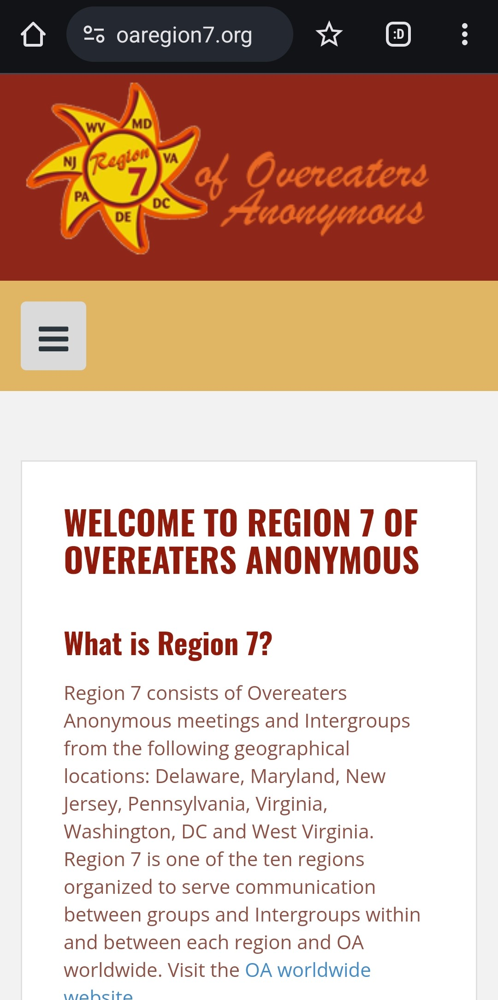 oaregion7.org
:D
WV
MD
NJ
Region
7
VA
PA
DE
DC
of Overeaters
Anonymous
WELCOME TO REGION 7 OF
OVEREATERS ANONYMOUS
What is Region 7?
Region 7 consists of Overeaters
Anonymous meetings and Intergroups
from the following geographical
locations: Delaware, Maryland, New
Jersey, Pennsylvania, Virginia,
Washington, DC and West Virginia.
Region 7 is one of the ten regions
organized to serve communication
between groups and Intergroups within
and between each region and OA
worldwide. Visit the OA worldwide
website